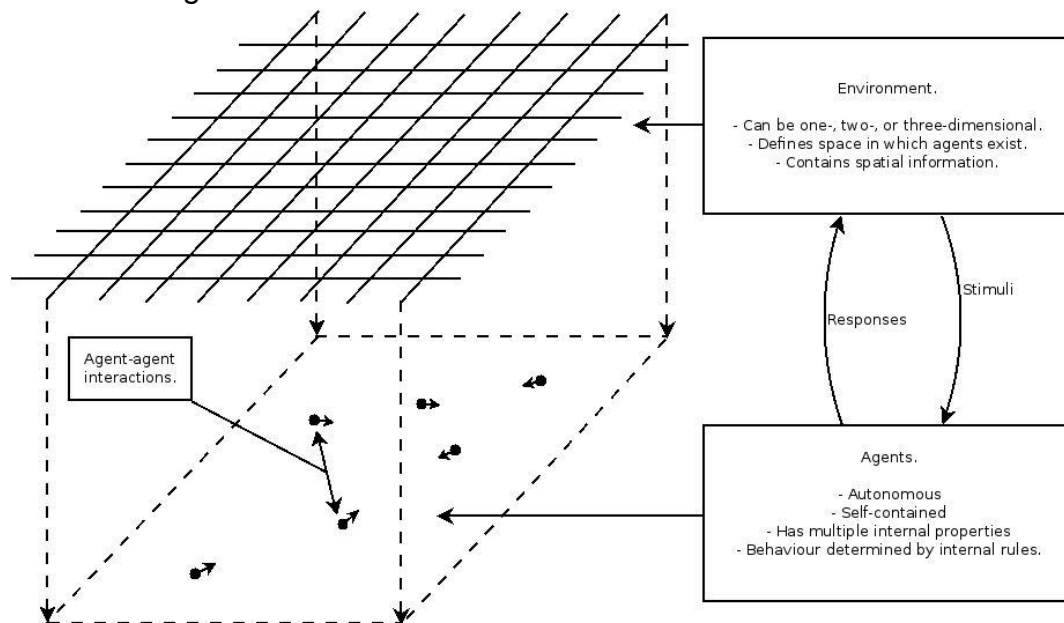 Environment.
- Can be one-, two-, or three-dimensional.
- Defines space in which agents exist.
- Contains spatial information.
Stimuli
Responses
Agent-agent
interactions.
Agents.
- Autonomous
- Self-contained
- Has multiple internal properties
- Behaviour determined by internal rules.